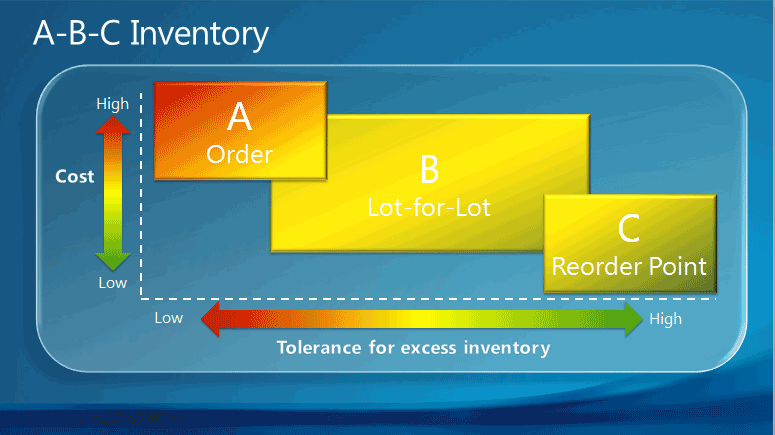 A-B-C Inventory
High
Cost
Low
A
Order
B
Lot-for-Lot
C
Reorder Point
Low
High
Tolerance for excess inventory